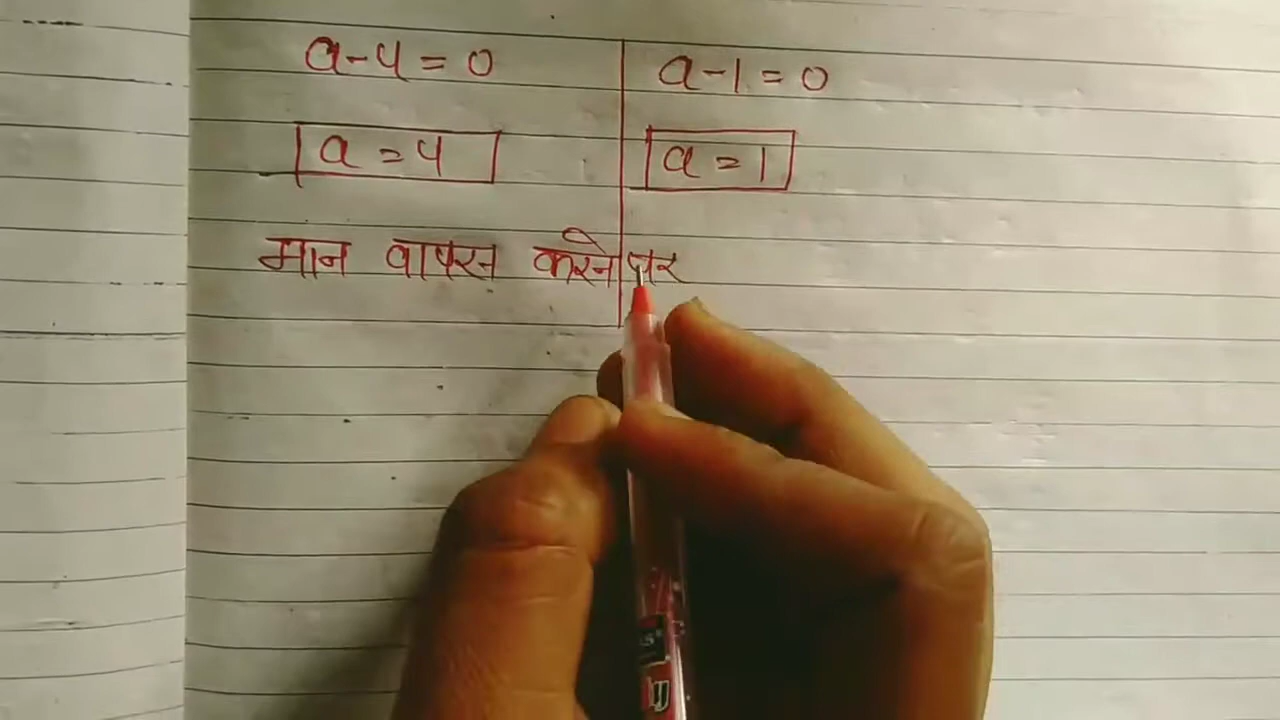 a-4=0 a-1=0
a=4 a=1
मान वापस करने पर